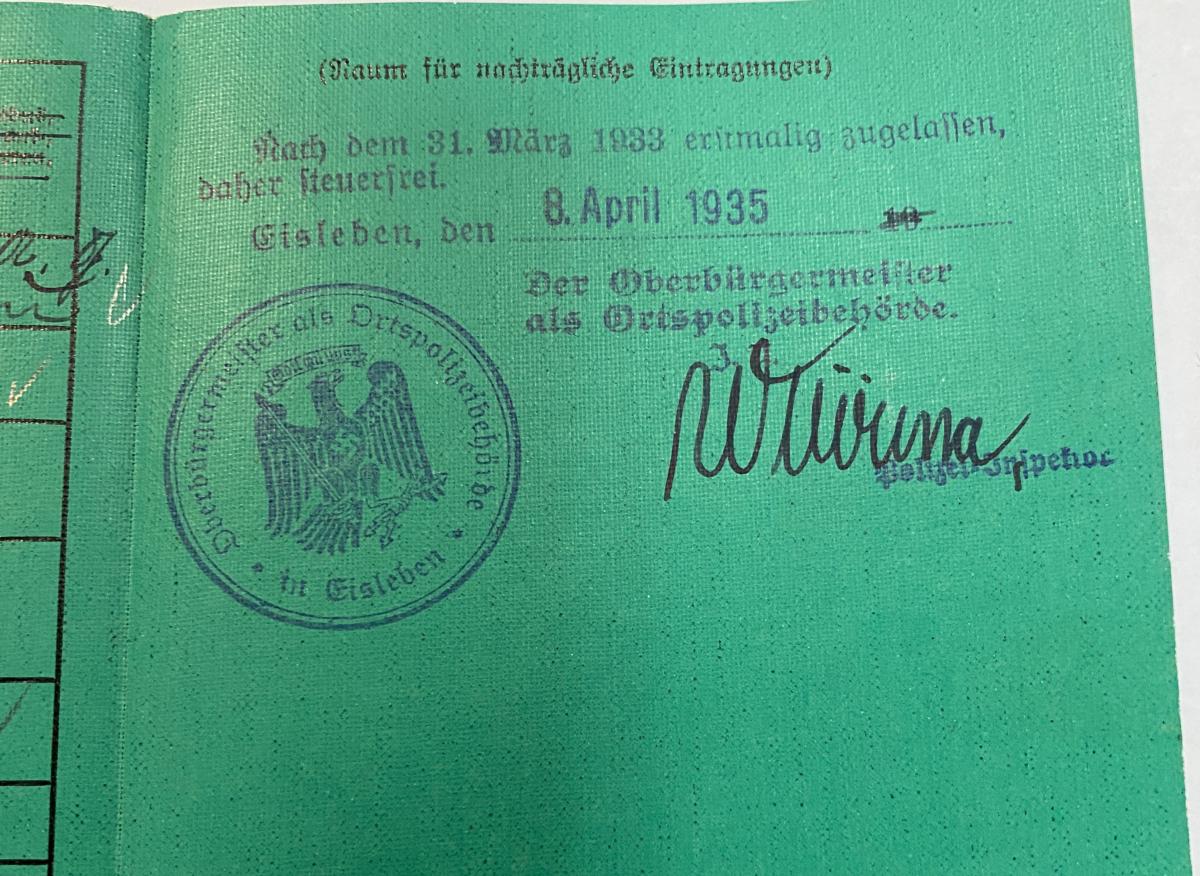 (Raum für nachträgliche Eintragungen)
Nach dem 31. März 1933 erstmalig zugelassen,
daher steuerfrei.
Eisleben, den 8. April 1935 19
Der Oberbürgermeister
als Ortspolizeibehörde.
Polizei-Inspektor
Oberbürgermeister als Ortspolizeibehörde
* in Eisleben *